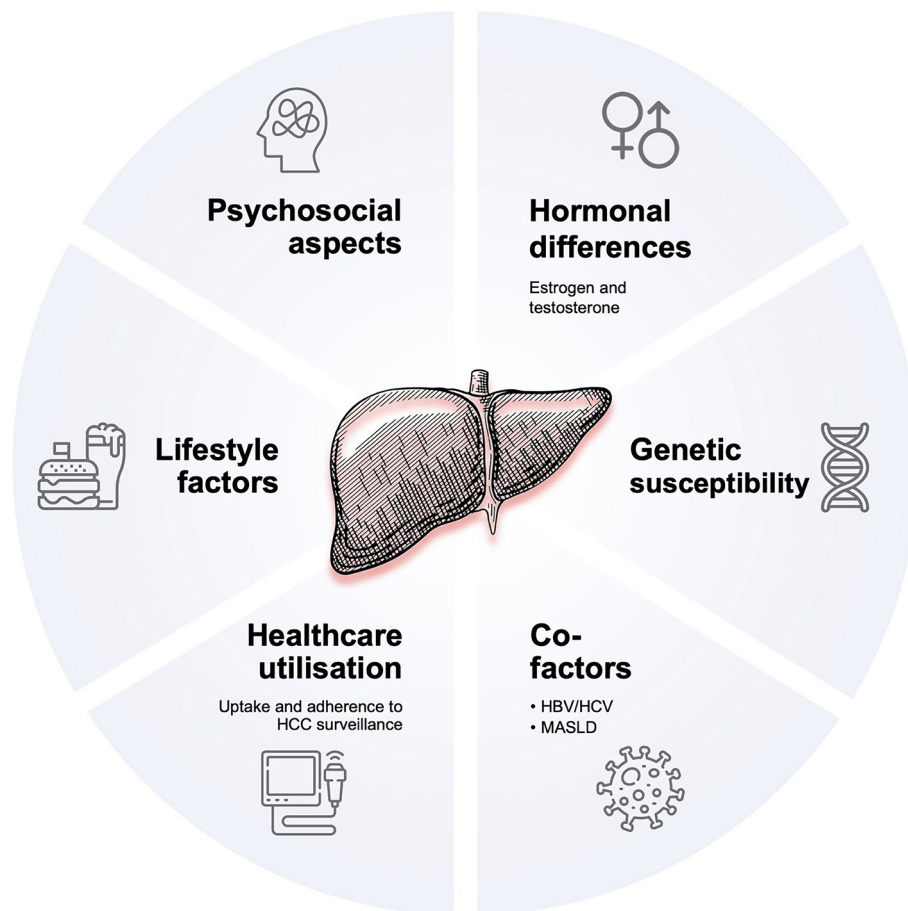 Psychosocial
aspects
Hormonal
differences
Estrogen and
testosterone
Lifestyle
factors
Genetic
susceptibility
Healthcare
utilisation
Uptake and adherence to
HCC surveillance
Co-
factors
• HBV/HCV
• MASLD